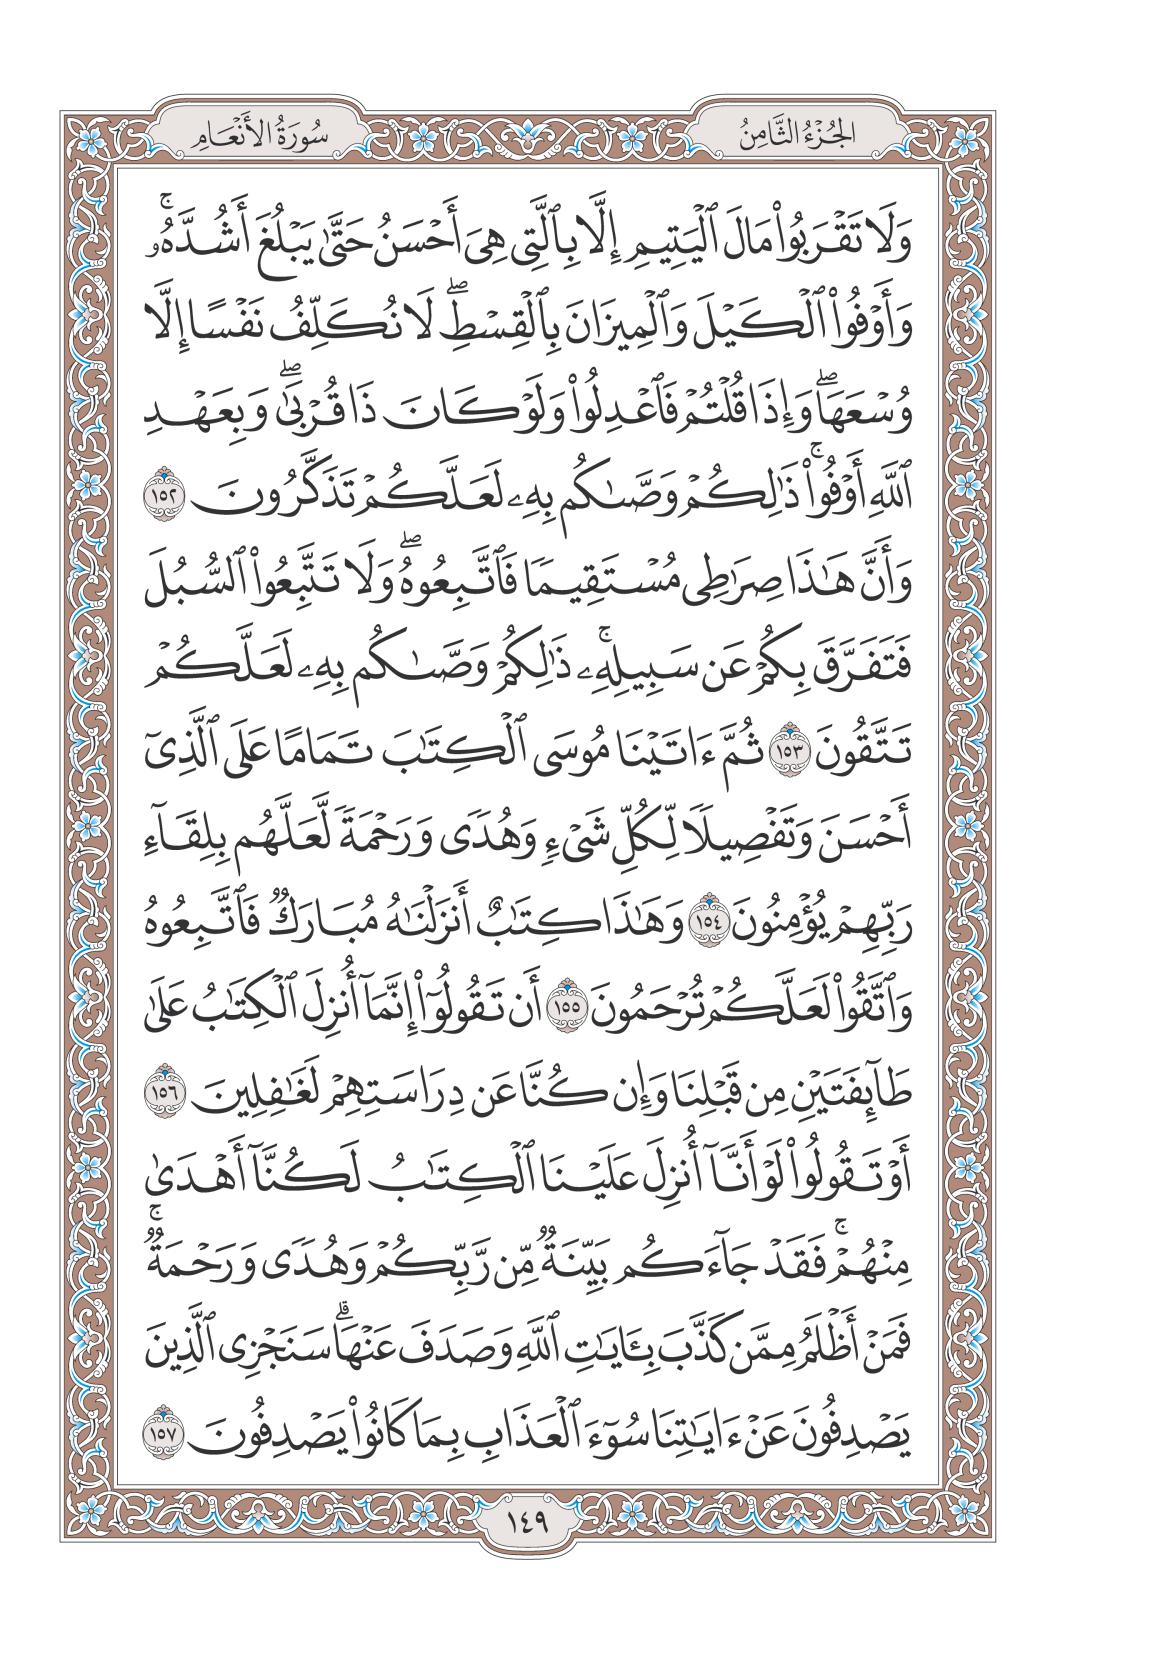 الجُزْءُ الثَّامِنُ
سُورَةُ الأَنْعَامِ
وَلَا تَقْرَبُوا۟ مَالَ ٱلْيَتِيمِ إِلَّا بِٱلَّتِى هِىَ أَحْسَنُ حَتَّىٰ يَبْلُغَ أَشُدَّهُۥ ۚ
وَأَوْفُوا۟ ٱلْكَيْلَ وَٱلْمِيزَانَ بِٱلْقِسْطِ ۖ لَا نُكَلِّفُ نَفْسًا إِلَّا
وُسْعَهَا ۖ وَإِذَا قُلْتُمْ فَٱعْدِلُوا۟ وَلَوْ كَانَ ذَا قُرْبَىٰ ۖ وَبِعَهْدِ
ٱللَّهِ أَوْفُوا۟ ۚ ذَٰلِكُمْ وَصَّىٰكُم بِهِۦ لَعَلَّكُمْ تَذَكَّرُونَ ١٥٢
وَأَنَّ هَـٰذَا صِرَٰطِى مُسْتَقِيمًا فَٱتَّبِعُوهُ ۖ وَلَا تَتَّبِعُوا۟ ٱلسُّبُلَ
فَتَفَرَّقَ بِكُمْ عَن سَبِيلِهِۦ ۚ ذَٰلِكُمْ وَصَّىٰكُم بِهِۦ لَعَلَّكُمْ
تَتَّقُونَ ١٥٣ ثُمَّ ءَاتَيْنَا مُوسَى ٱلْكِتَـٰبَ تَمَامًا عَلَى ٱلَّذِىٓ
أَحْسَنَ وَتَفْصِيلًا لِّكُلِّ شَىْءٍ وَهُدًى وَرَحْمَةً لَّعَلَّهُم بِلِقَآءِ
رَبِّهِمْ يُؤْمِنُونَ ١٥٤ وَهَـٰذَا كِتَـٰبٌ أَنزَلْنَـٰهُ مُبَارَكٌ فَٱتَّبِعُوهُ
وَٱتَّقُوا۟ لَعَلَّكُمْ تُرْحَمُونَ ١٥٥ أَن تَقُولُوٓا۟ إِنَّمَآ أُنزِلَ ٱلْكِتَـٰبُ عَلَىٰ
طَآئِفَتَيْنِ مِن قَبْلِنَا وَإِن كُنَّا عَن دِرَاسَتِهِمْ لَغَـٰفِلِينَ ١٥٦
أَوْ تَقُولُوا۟ لَوْ أَنَّآ أُنزِلَ عَلَيْنَا ٱلْكِتَـٰبُ لَكُنَّآ أَهْدَىٰ
مِنْهُمْ ۚ فَقَدْ جَآءَكُم بَيِّنَةٌ مِّن رَّبِّكُمْ وَهُدًى وَرَحْمَةٌ ۚ
فَمَنْ أَظْلَمُ مِمَّن كَذَّبَ بِـَٔايَـٰتِ ٱللَّهِ وَصَدَفَ عَنْهَا ۗ سَنَجْزِى ٱلَّذِينَ
يَصْدِفُونَ عَنْ ءَايَـٰتِنَا سُوٓءَ ٱلْعَذَابِ بِمَا كَانُوا۟ يَصْدِفُونَ ١٥٧
١٤٩